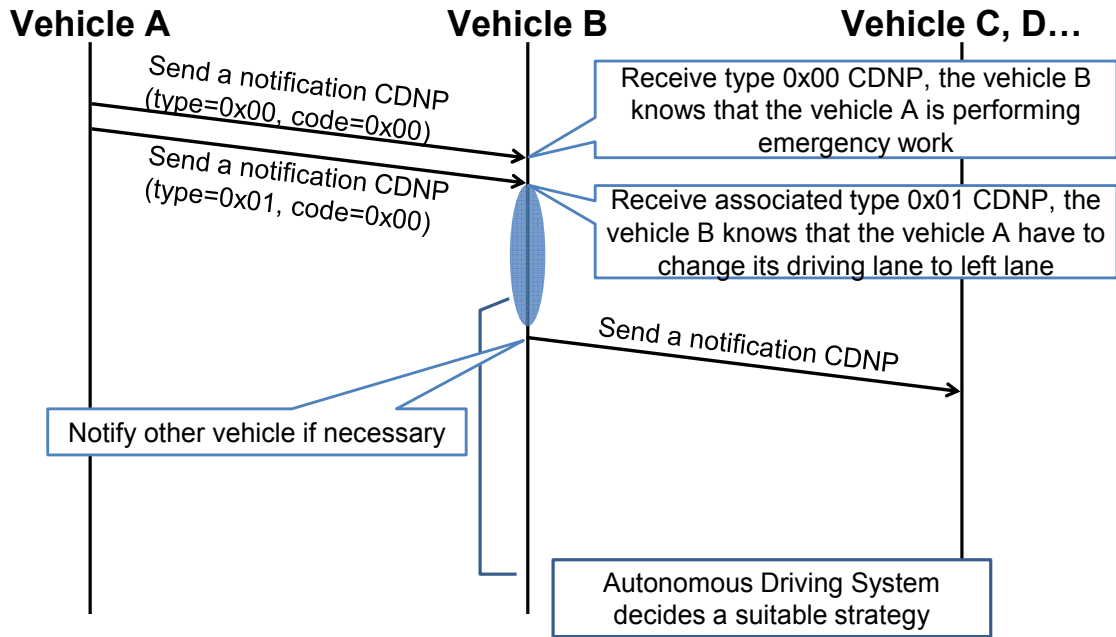 Vehicle A
Vehicle B
Vehicle C, D…
Send a notification CDNP
(type=0x00, code=0x00)
Receive type 0x00 CDNP, the vehicle B
knows that the vehicle A is performing
emergency work
Send a notification CDNP
(type=0x01, code=0x00)
Receive associated type 0x01 CDNP, the
vehicle B knows that the vehicle A have to
change its driving lane to left lane
Send a notification CDNP
Notify other vehicle if necessary
Autonomous Driving System
decides a suitable strategy